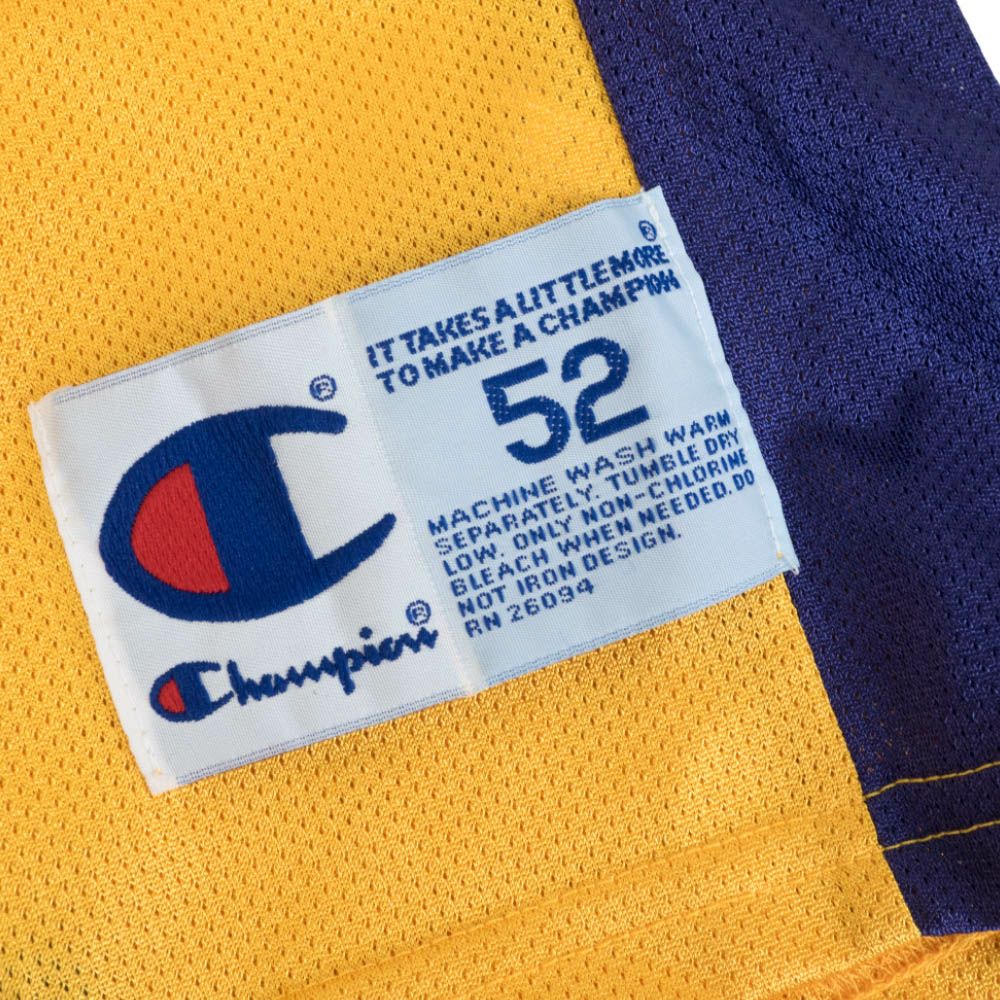 ®
Champion®
®
IT TAKES A LITTLE MORE
TO MAKE A CHAMPION
52
MACHINE WASH WARM
SEPARATELY. TUMBLE DRY
LOW. ONLY NON-CHLORINE
BLEACH WHEN NEEDED. DO
NOT IRON DESIGN.
RN 26094